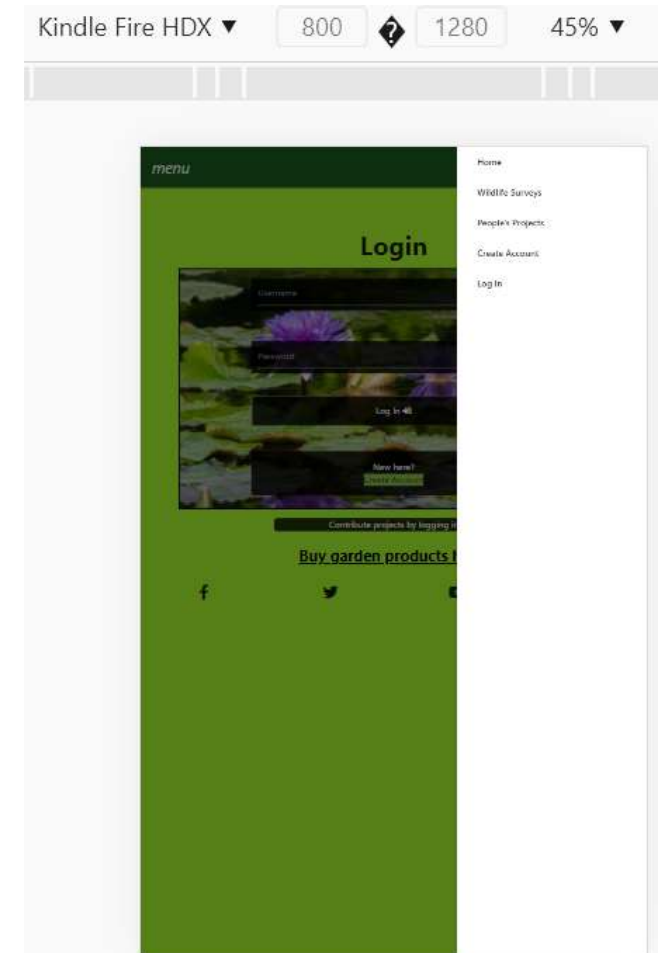 Kindle Fire HDX ▼ 800 � 1280 45% ▼
menu
Home
Wildlife Surveys
People's Projects
Create Account
Log In
Login
Username
Password
Log In
New here?
Create Account
Contribute projects by logging i
Buy garden products